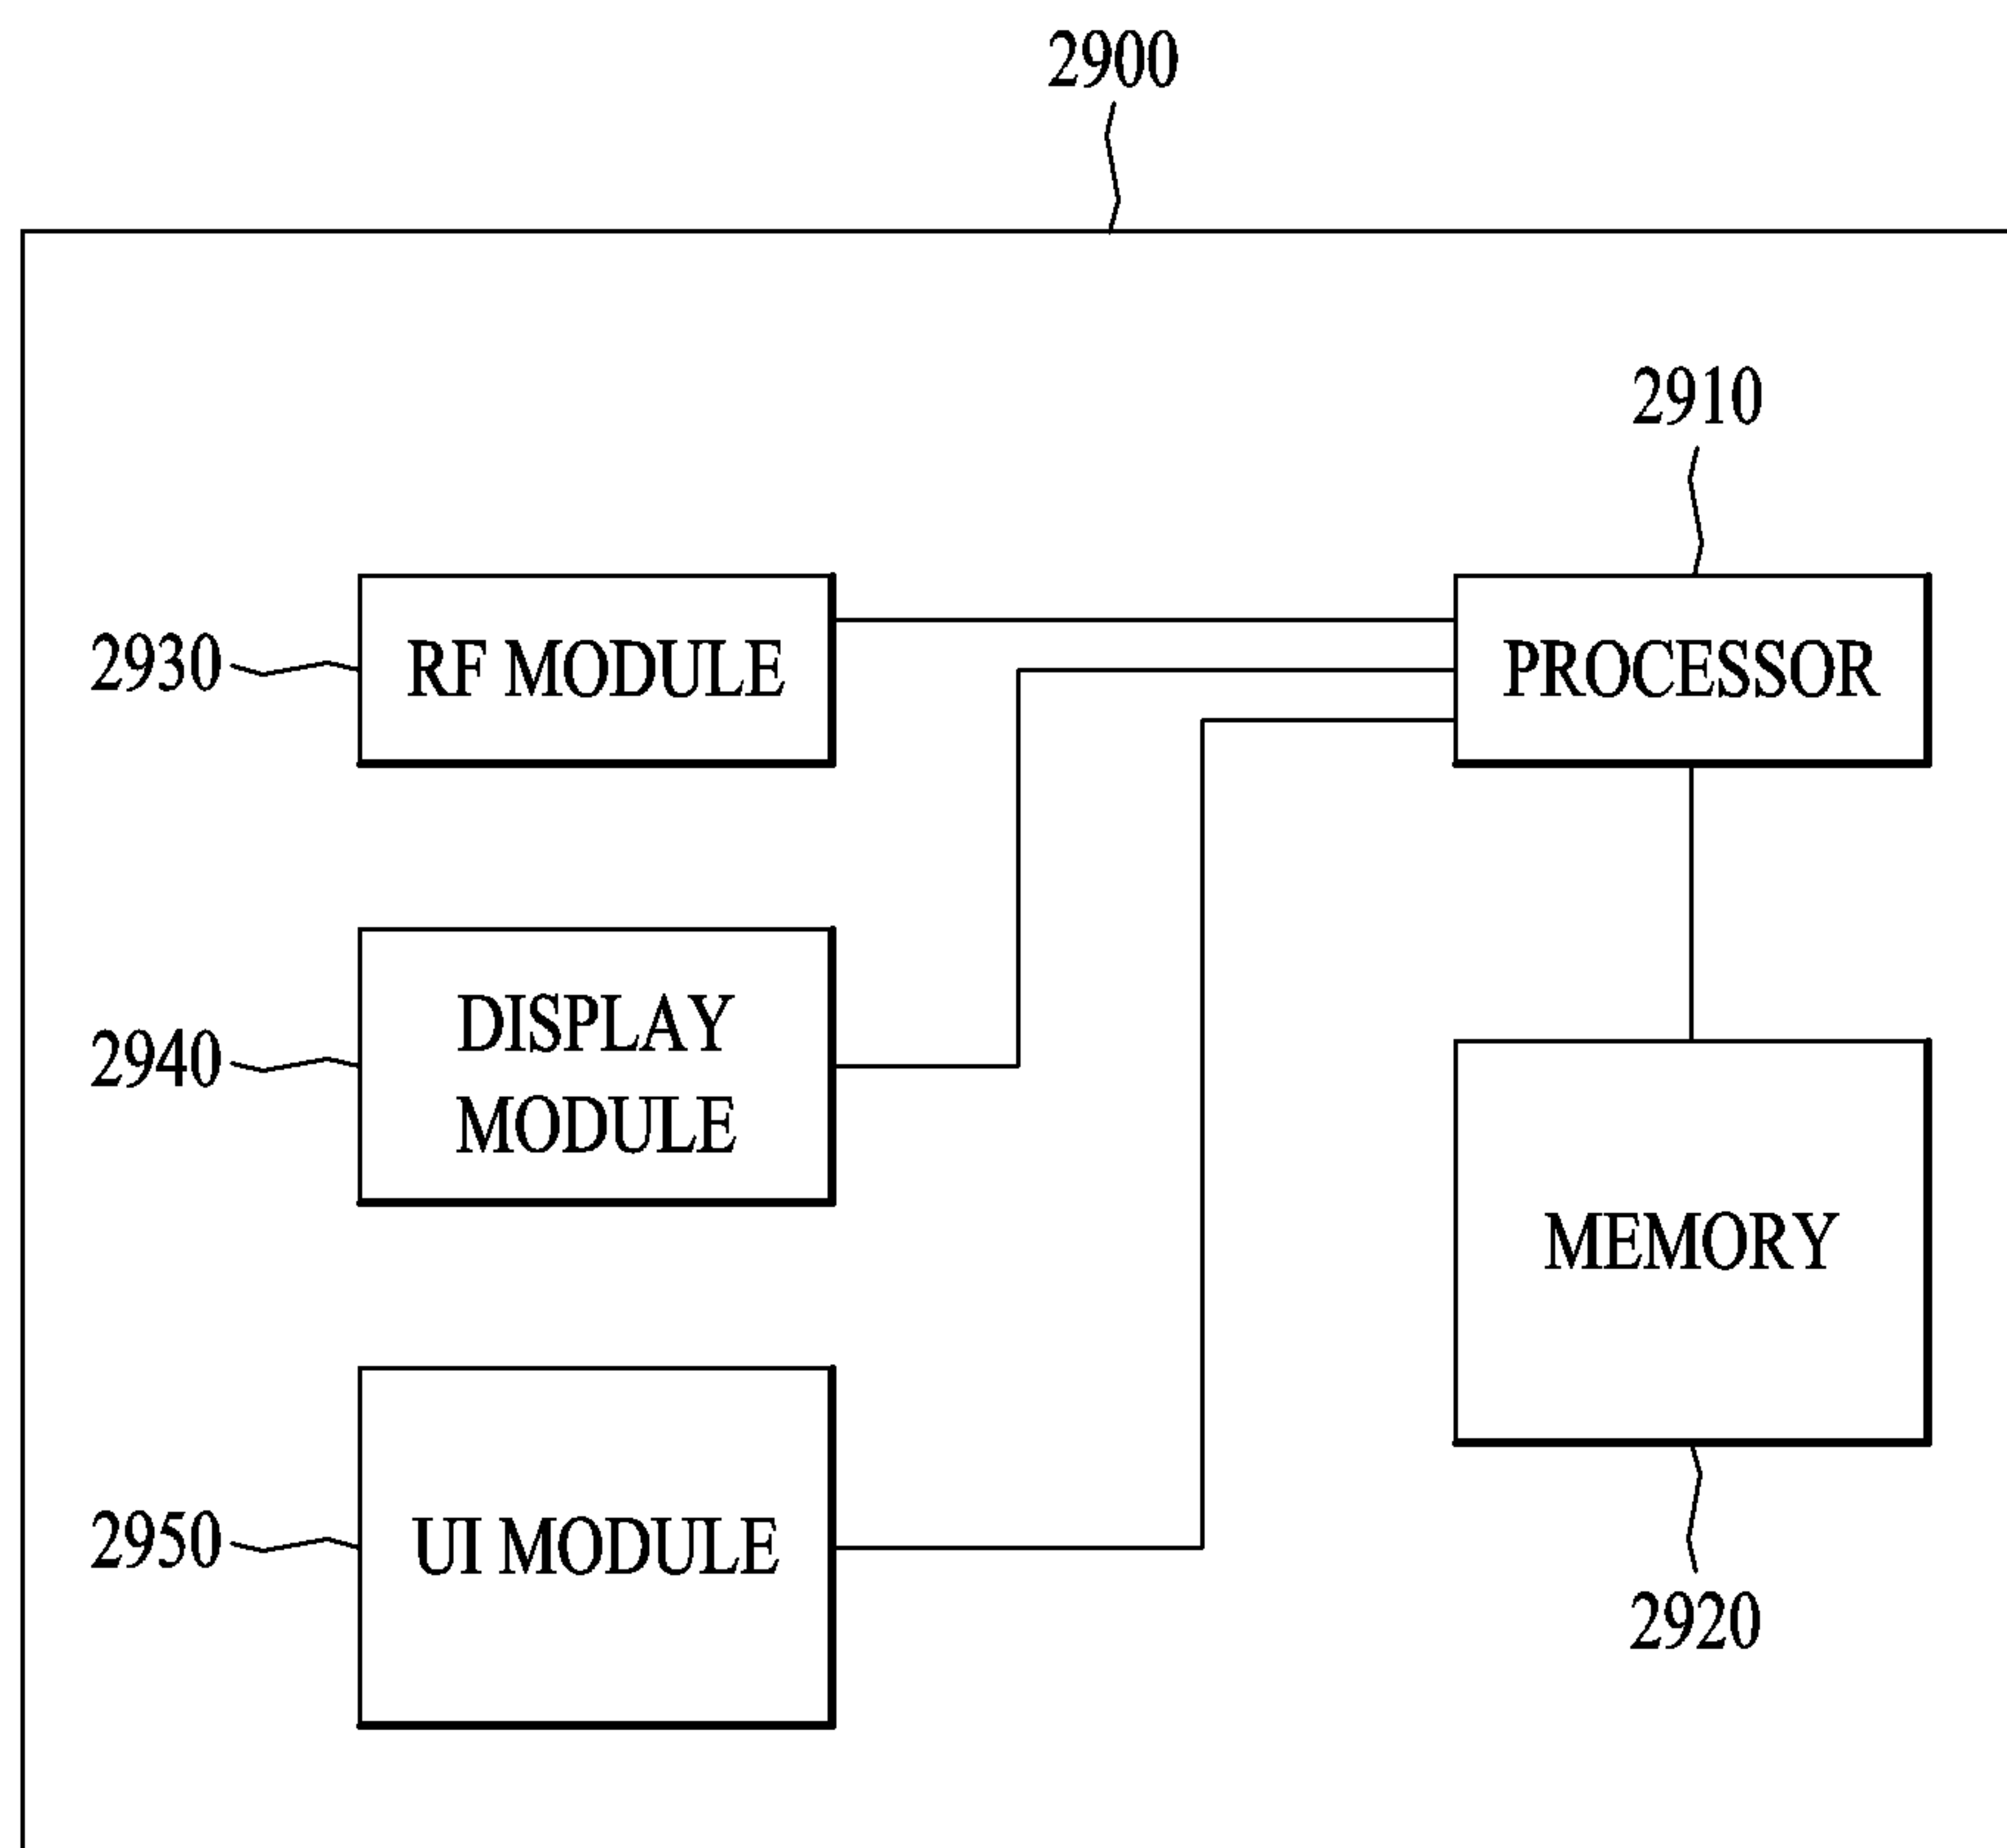 2900
2910
2930
RF MODULE
PROCESSOR
2940
DISPLAY
MODULE
MEMORY
2950
UI MODULE
2920